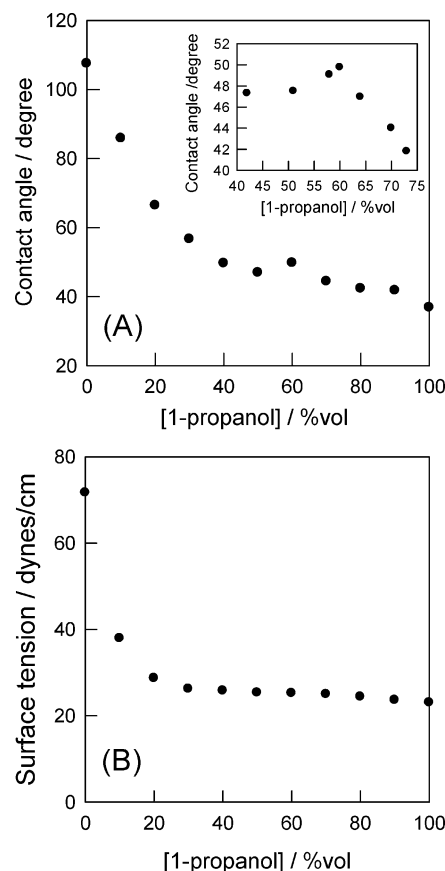 120
100
80
60
40
20
Contact angle / degree
(A)
0 20 40 60 80 100
[1-propanol] / %vol
52
50
48
46
44
42
40
Contact angle /degree
40 45 50 55 60 65 70 75
[1-propanol] / %vol
80
60
40
20
0
Surface tension / dynes/cm
(B)
0 20 40 60 80 100
[1-propanol] / %vol